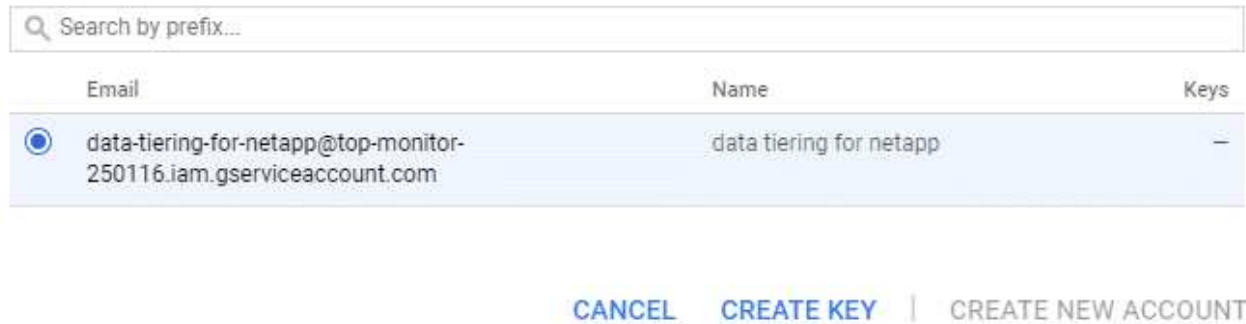 Search by prefix...
Email Name Keys
data-tiering-for-netapp@top-monitor- data tiering for netapp –
250116.iam.gserviceaccount.com
CANCEL CREATE KEY | CREATE NEW ACCOUNT